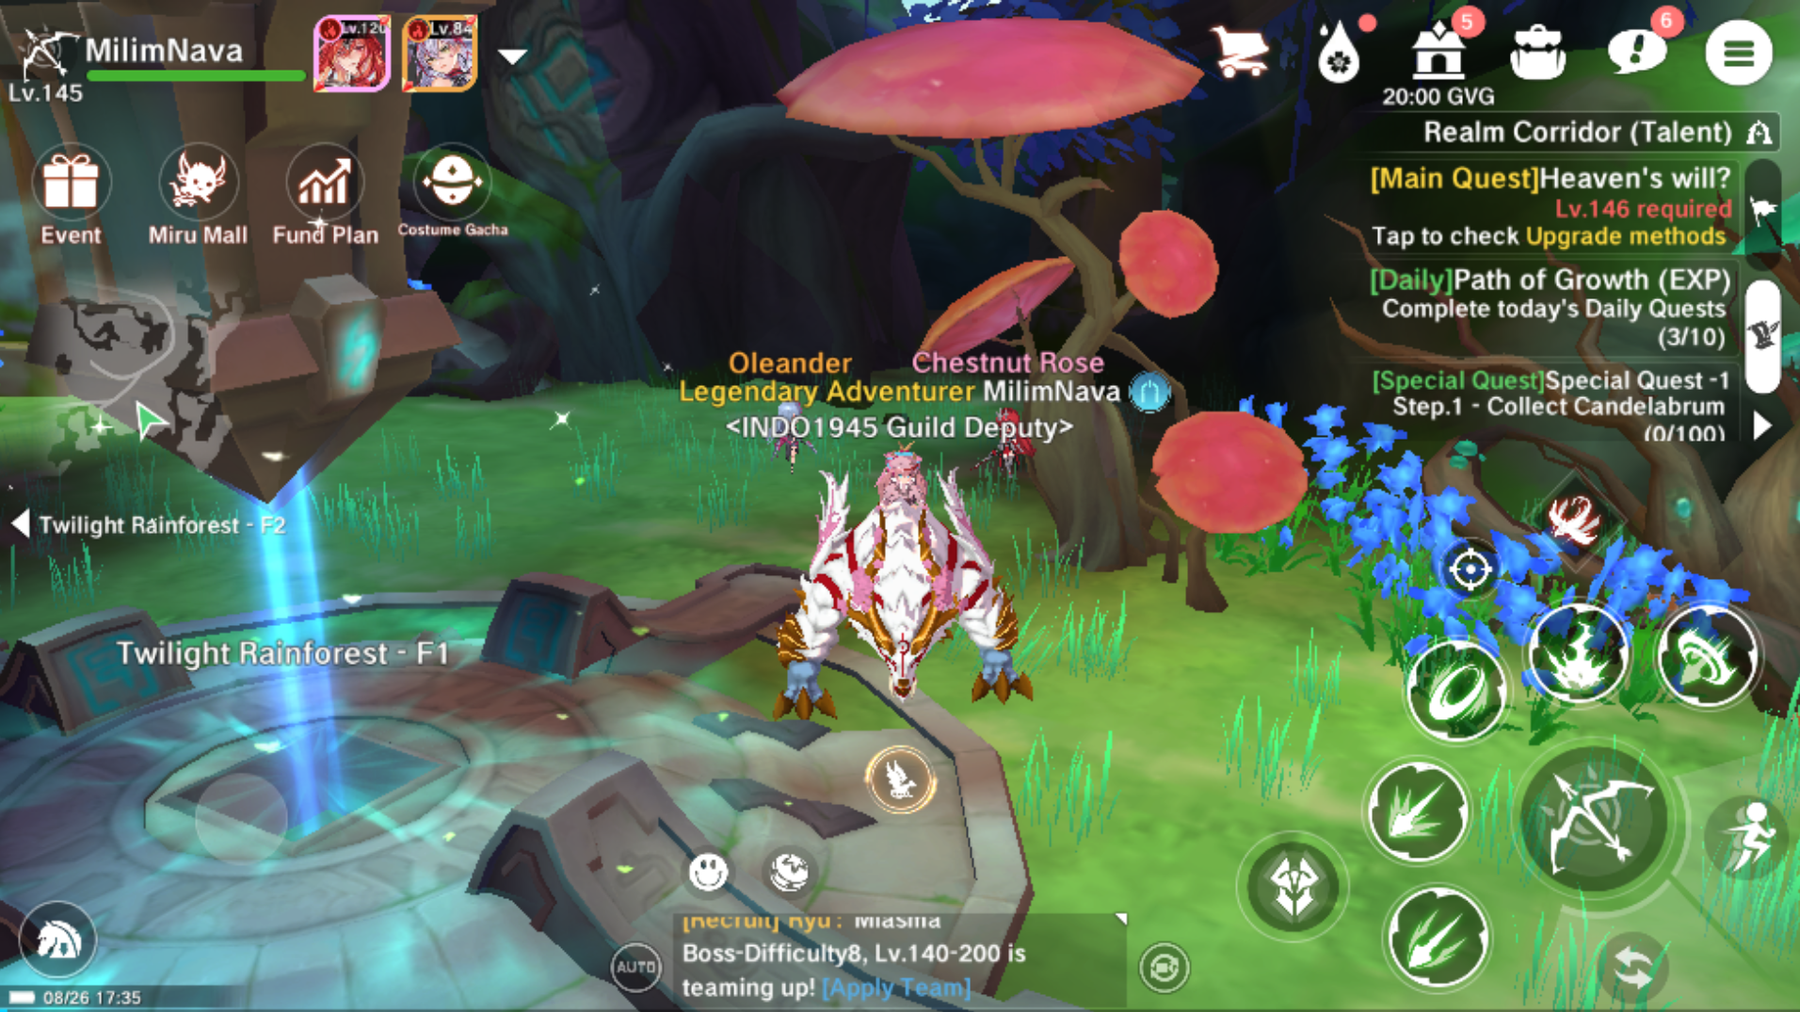 MilimNava
Lv.145
Lv.120
Lv.84
5
6
20:00 GVG
Realm Corridor (Talent)
[Main Quest]Heaven's will?
Lv.146 required
Tap to check Upgrade methods
[Daily]Path of Growth (EXP)
Complete today's Daily Quests
(3/10)
[Special Quest]Special Quest -1
Step.1 - Collect Candelabrum
(0/100)
Event
Miru Mall
Fund Plan
Costume Gacha
Oleander
Chestnut Rose
Legendary Adventurer MilimNava
<INDO1945 Guild Deputy>
Twilight Rainforest - F2
Twilight Rainforest - F1
[Recruit] Ryu : Miasma
Boss-Difficulty8, Lv.140-200 is
teaming up! [Apply Team]
AUTO
08/26 17:35